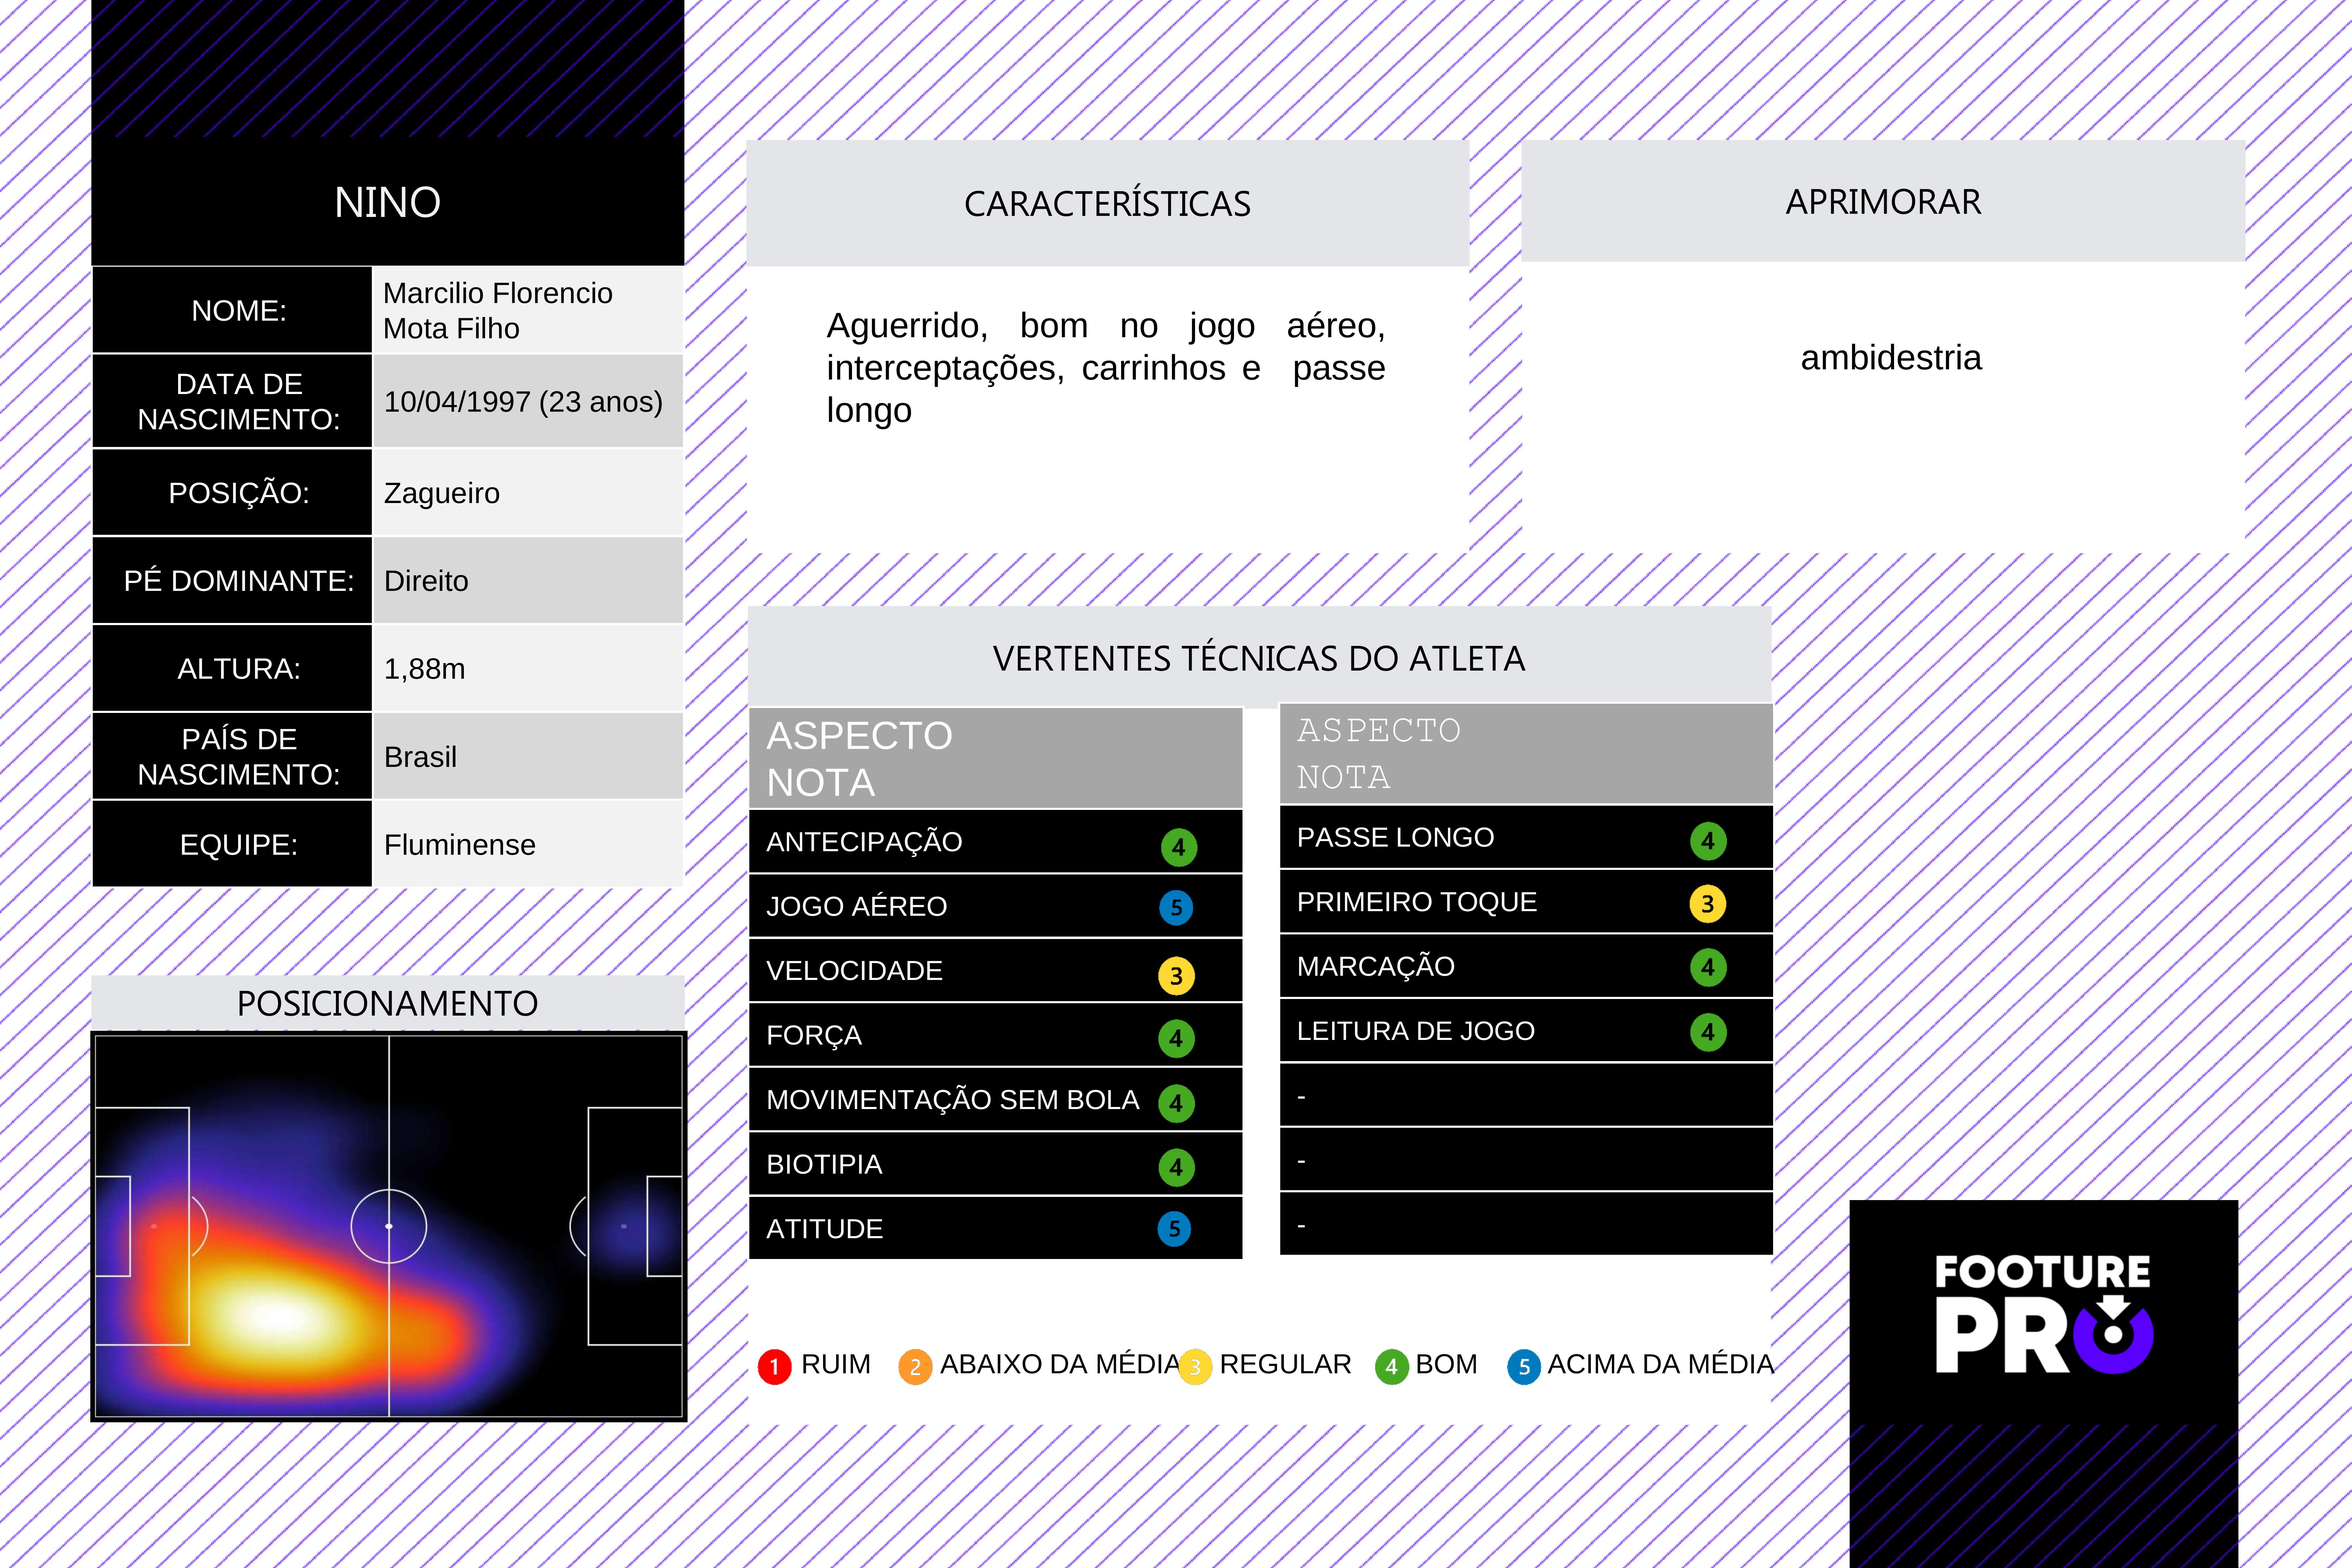 NINO
NOME:
Marcilio Florencio
Mota Filho
DATA DE
NASCIMENTO:
10/04/1997 (23 anos)
POSIÇÃO:
Zagueiro
PÉ DOMINANTE:
Direito
ALTURA:
1,88m
PAÍS DE
NASCIMENTO:
Brasil
EQUIPE:
Fluminense
POSICIONAMENTO
CARACTERÍSTICAS
Aguerrido, bom no jogo aéreo,
interceptações, carrinhos e passe
longo
APRIMORAR
ambidestria
VERTENTES TÉCNICAS DO ATLETA
ASPECTO
NOTA
ANTECIPAÇÃO 4
JOGO AÉREO 5
VELOCIDADE 3
FORÇA 4
MOVIMENTAÇÃO SEM BOLA 4
BIOTIPIA 4
ATITUDE 5
ASPECTO
NOTA
PASSE LONGO 4
PRIMEIRO TOQUE 3
MARCAÇÃO 4
LEITURA DE JOGO 4
-
-
-
1 RUIM 2 ABAIXO DA MÉDIA 3 REGULAR 4 BOM 5 ACIMA DA MÉDIA
FOOTURE
PRO